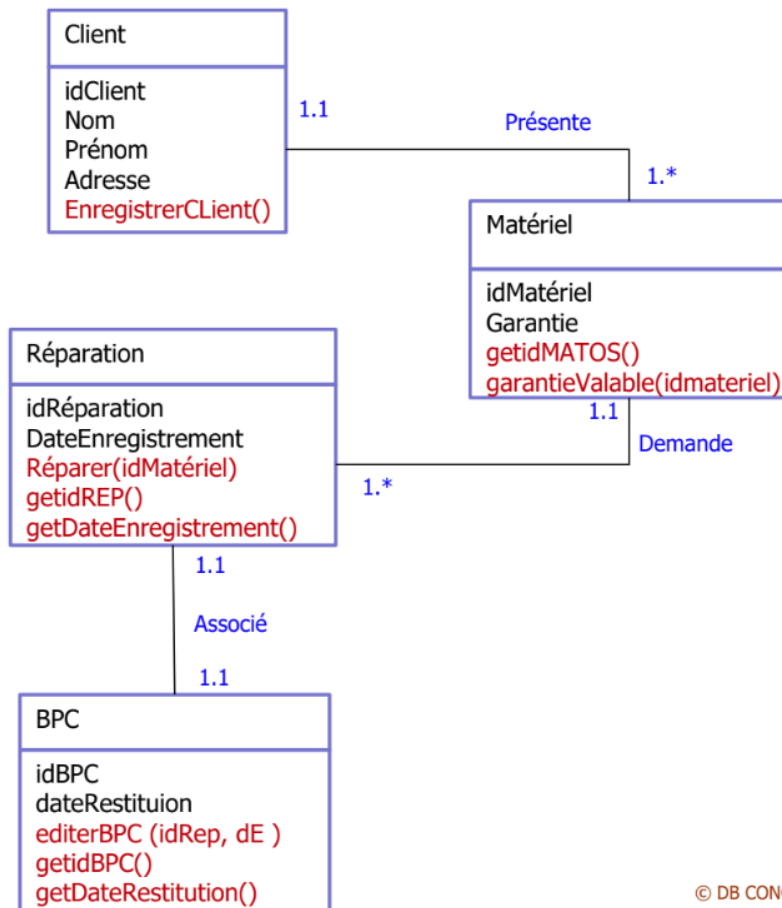 Client
idClient
Nom
Prénom
Adresse
EnregistrerCLient()
1.1
Présente
1.*
Matériel
idMatériel
Garantie
getidMATOS()
garantieValable(idmateriel)
1.1
Demande
1.*
Réparation
idRéparation
DateEnregistrement
Réparer(idMatériel)
getidREP()
getDateEnregistrement()
1.1
Associé
1.1
BPC
idBPC
dateRestituion
editerBPC (idRep, dE )
getidBPC()
getDateRestitution()
© DB